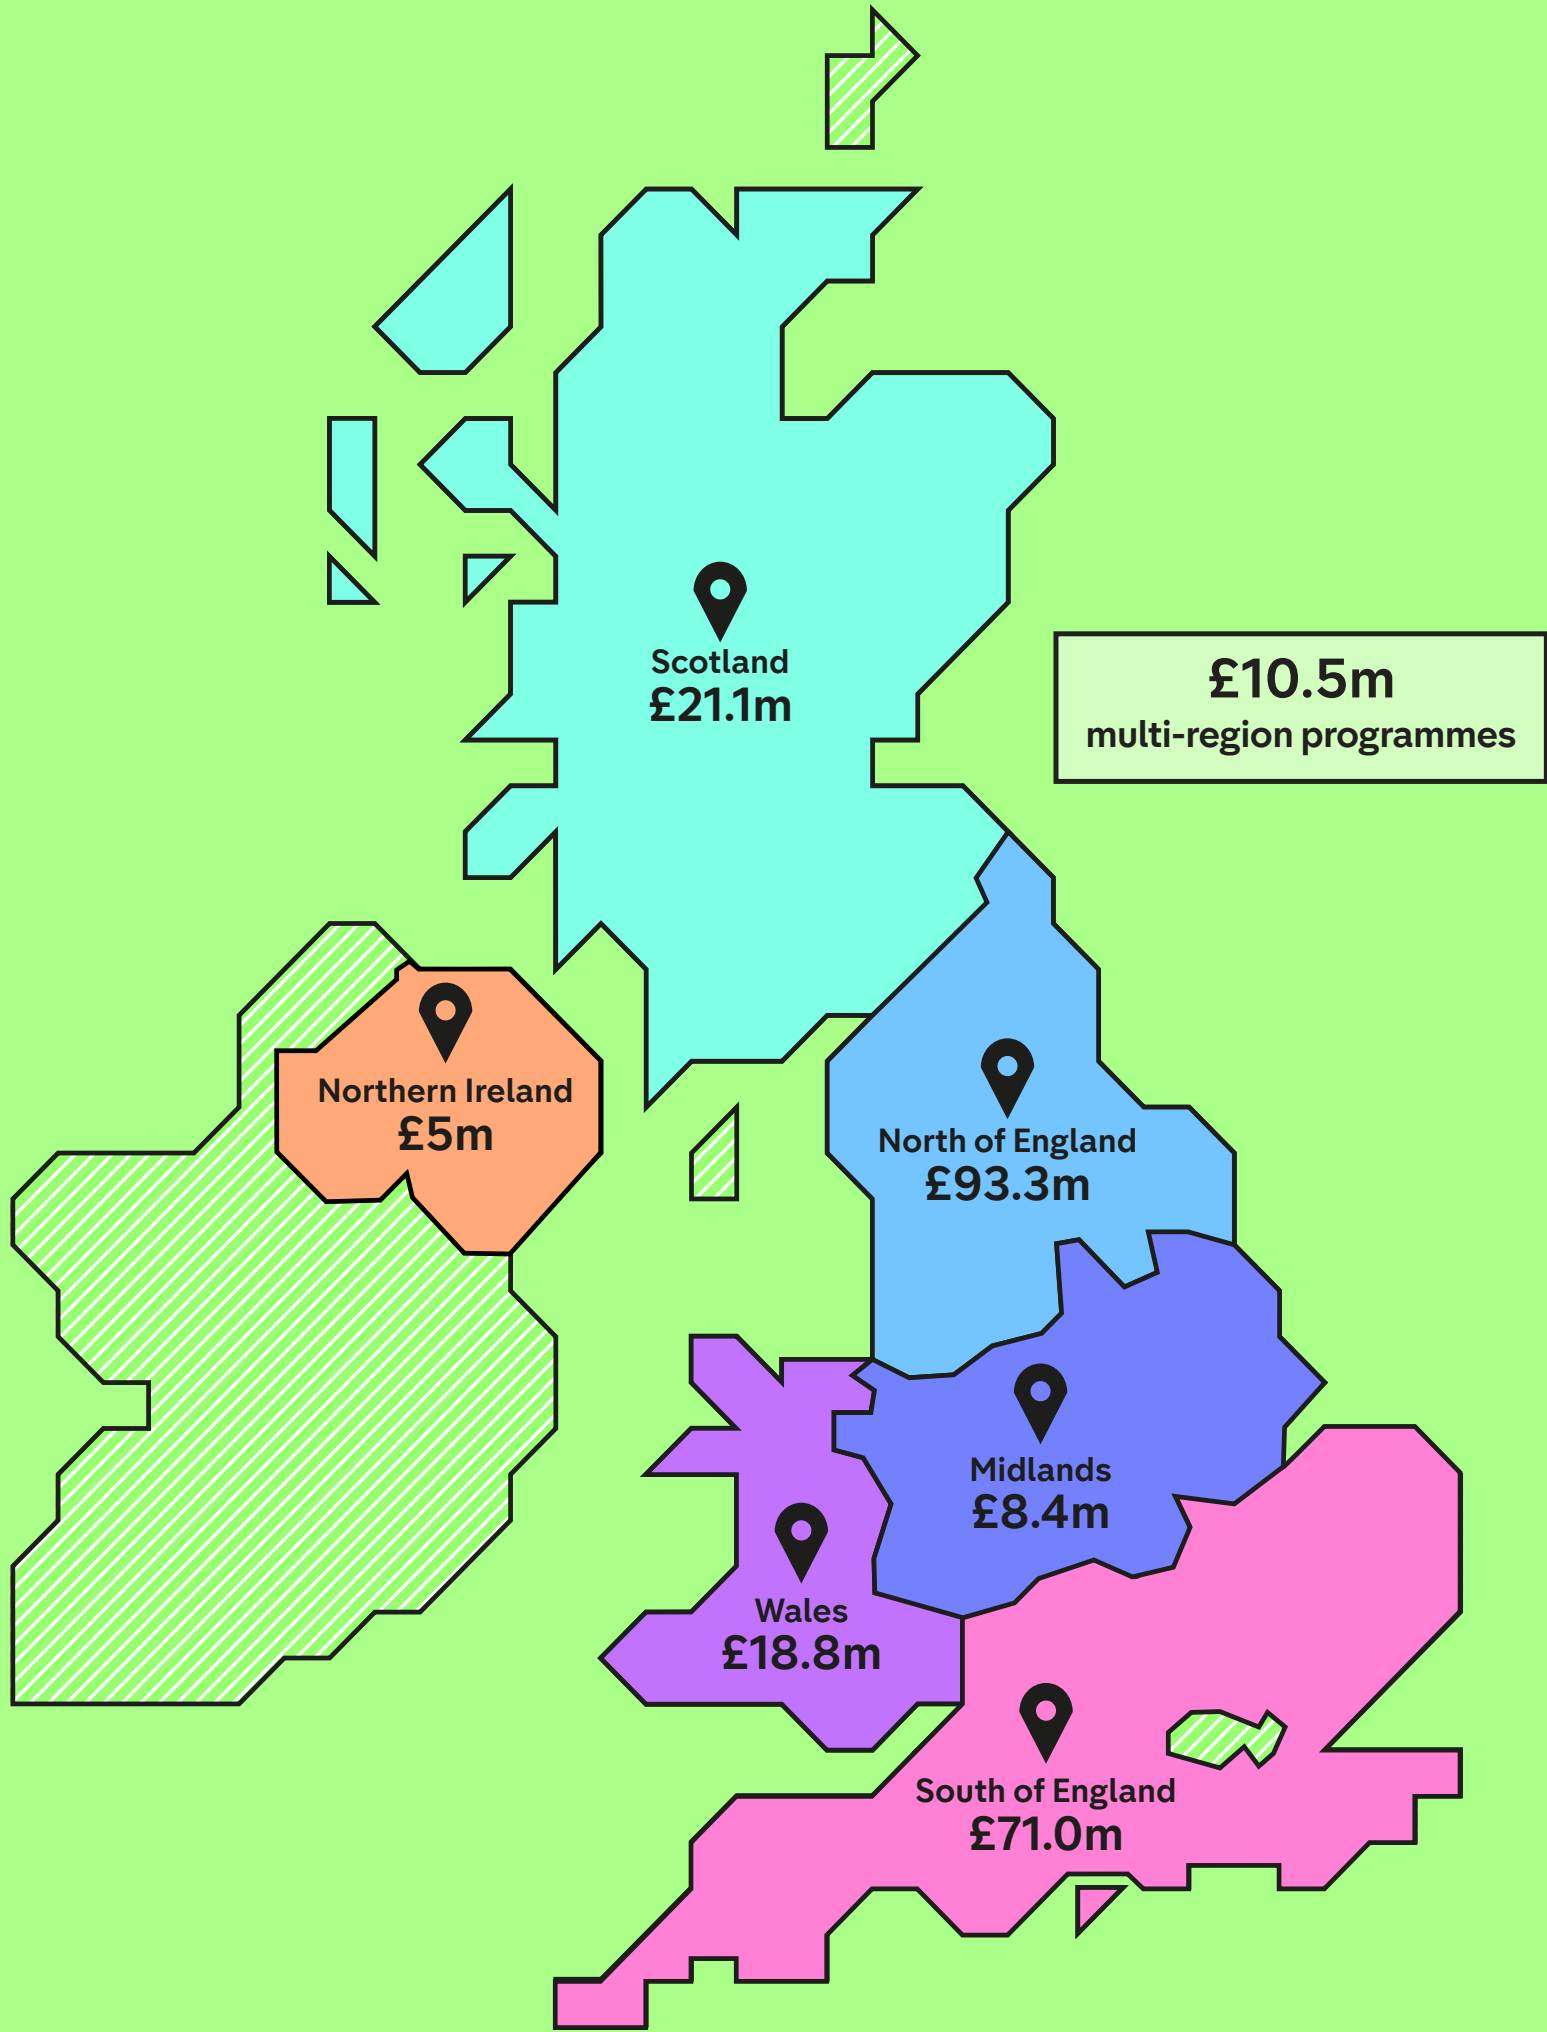 Scotland
£21.1m
£10.5m
multi-region programmes
Northern Ireland
£5m
North of England
£93.3m
Midlands
£8.4m
Wales
£18.8m
South of England
£71.0m